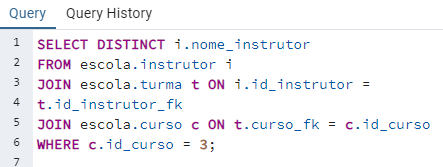 Query Query History
1 SELECT DISTINCT i.nome_instrutor
2 FROM escola.instrutor i
3 JOIN escola.turma t ON i.id_instrutor =
4 t.id_instrutor_fk
5 JOIN escola.curso c ON t.curso_fk = c.id_curso
6 WHERE c.id_curso = 3;
7